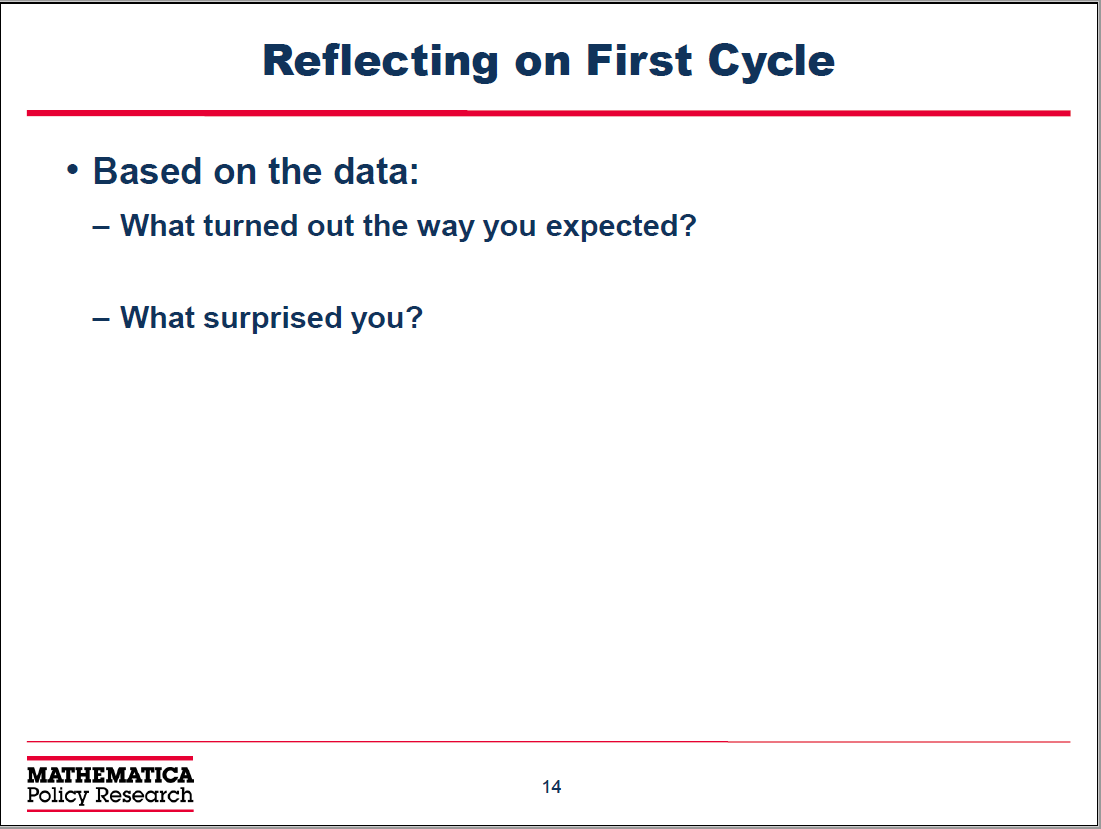 Reflecting on First Cycle
• Based on the data:
– What turned out the way you expected?
– What surprised you?
MATHEMATICA
Policy Research
14